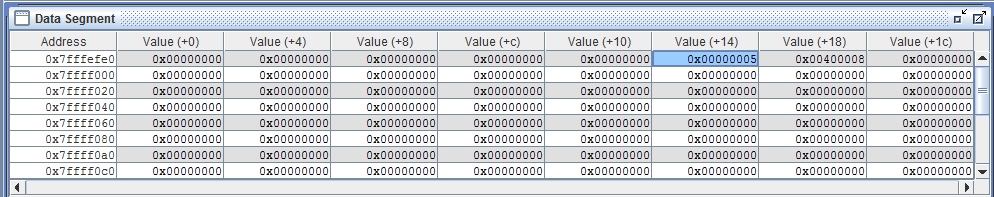 Data Segment
Address Value (+0) Value (+4) Value (+8) Value (+c) Value (+10) Value (+14) Value (+18) Value (+1c)
0x7fffefe0 0x00000000 0x00000000 0x00000000 0x00000000 0x00000000 0x00000005 0x00400008 0x00000000
0x7ffff000 0x00000000 0x00000000 0x00000000 0x00000000 0x00000000 0x00000000 0x00000000 0x00000000
0x7ffff020 0x00000000 0x00000000 0x00000000 0x00000000 0x00000000 0x00000000 0x00000000 0x00000000
0x7ffff040 0x00000000 0x00000000 0x00000000 0x00000000 0x00000000 0x00000000 0x00000000 0x00000000
0x7ffff060 0x00000000 0x00000000 0x00000000 0x00000000 0x00000000 0x00000000 0x00000000 0x00000000
0x7ffff080 0x00000000 0x00000000 0x00000000 0x00000000 0x00000000 0x00000000 0x00000000 0x00000000
0x7ffff0a0 0x00000000 0x00000000 0x00000000 0x00000000 0x00000000 0x00000000 0x00000000 0x00000000
0x7ffff0c0 0x00000000 0x00000000 0x00000000 0x00000000 0x00000000 0x00000000 0x00000000 0x00000000